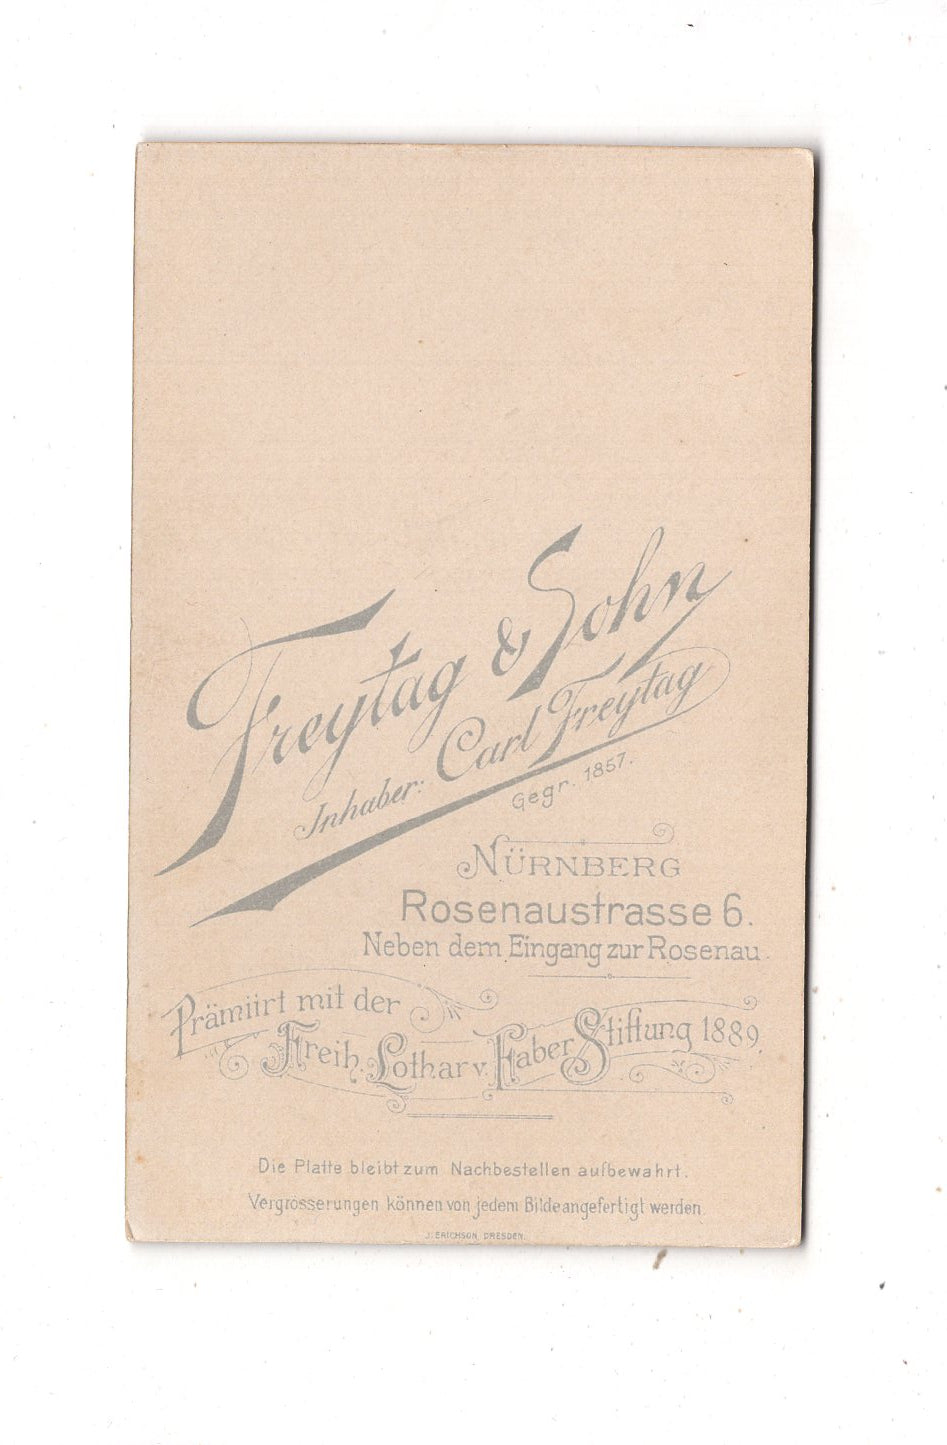 Freytag & Sohn
Inhaber: Carl Freytag
Gegr. 1857.
NÜRNBERG
Rosenaustrasse 6.
Neben dem Eingang zur Rosenau.
Prämiirt mit der
Freih. Lothar v. Faber Stiftung 1889.
Die Platte bleibt zum Nachbestellen aufbewahrt.
Vergrösserungen können von jedem Bilde angefertigt werden.
J. ERICHSON, DRESDEN.